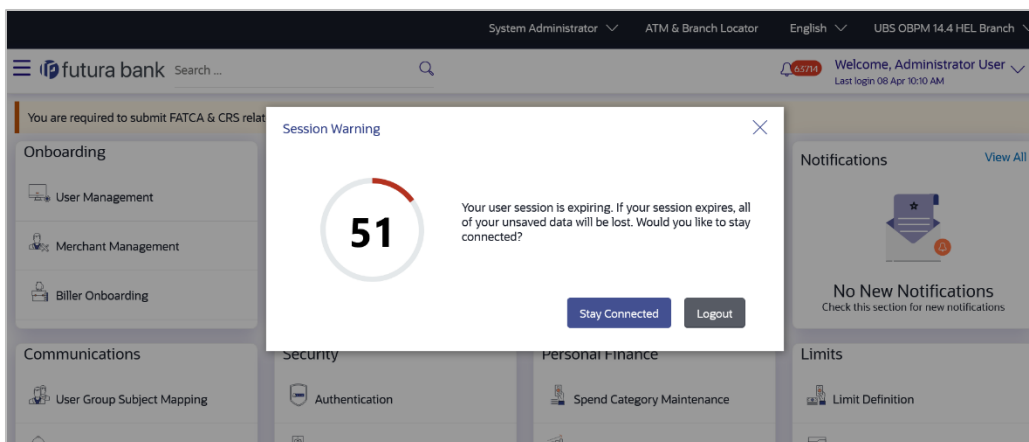 System Administrator ATM & Branch Locator English UBS OBPM 14.4 HEL Branch
futura bank Search ... 63714 Welcome, Administrator User
Last login 08 Apr 10:10 AM
You are required to submit FATCA & CRS relat
Session Warning
51
Your user session is expiring. If your session expires, all
of your unsaved data will be lost. Would you like to stay
connected?
Stay Connected Logout
Onboarding
User Management
Merchant Management
Biller Onboarding
Notifications View All
No New Notifications
Check this section for new notifications
Communications
User Group Subject Mapping
Security
Authentication
Personal Finance
Spend Category Maintenance
Limits
Limit Definition